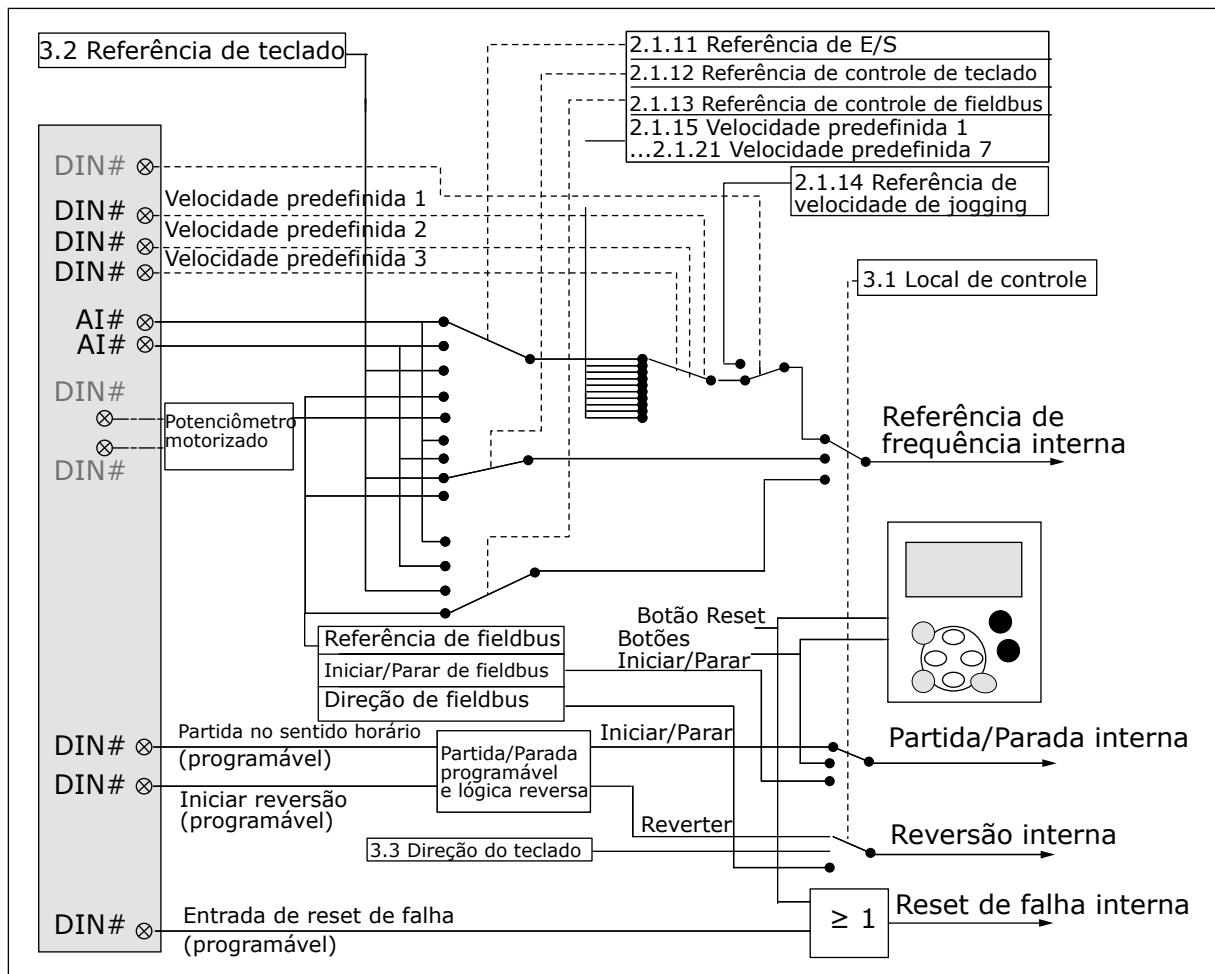 3.2 Referência de teclado
2.1.11 Referência de E/S
2.1.12 Referência de controle de teclado
2.1.13 Referência de controle de fieldbus
2.1.15 Velocidade predefinida 1
...2.1.21 Velocidade predefinida 7
2.1.14 Referência de
velocidade de jogging
3.1 Local de controle
DIN#
DIN#
Velocidade predefinida 1
DIN#
Velocidade predefinida 2
DIN#
Velocidade predefinida 3
AI#
AI#
DIN#
Potenciômetro
motorizado
DIN#
Referência de
frequência interna
Botão Reset
Botões
Iniciar/Parar
Referência de fieldbus
Iniciar/Parar de fieldbus
Direção de fieldbus
DIN#
Partida no sentido horário
(programável)
DIN#
Iniciar reversão
(programável)
Partida/Parada
programável
e lógica reversa
Iniciar/Parar
Partida/Parada interna
Reverter
3.3 Direção do teclado
Reversão interna
DIN#
Entrada de reset de falha
(programável)
≥ 1
Reset de falha interna